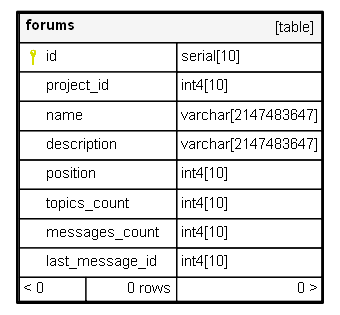 forums [table]
id serial[10]
project_id int4[10]
name varchar[2147483647]
description varchar[2147483647]
position int4[10]
topics_count int4[10]
messages_count int4[10]
last_message_id int4[10]
< 0 0 rows 0 >